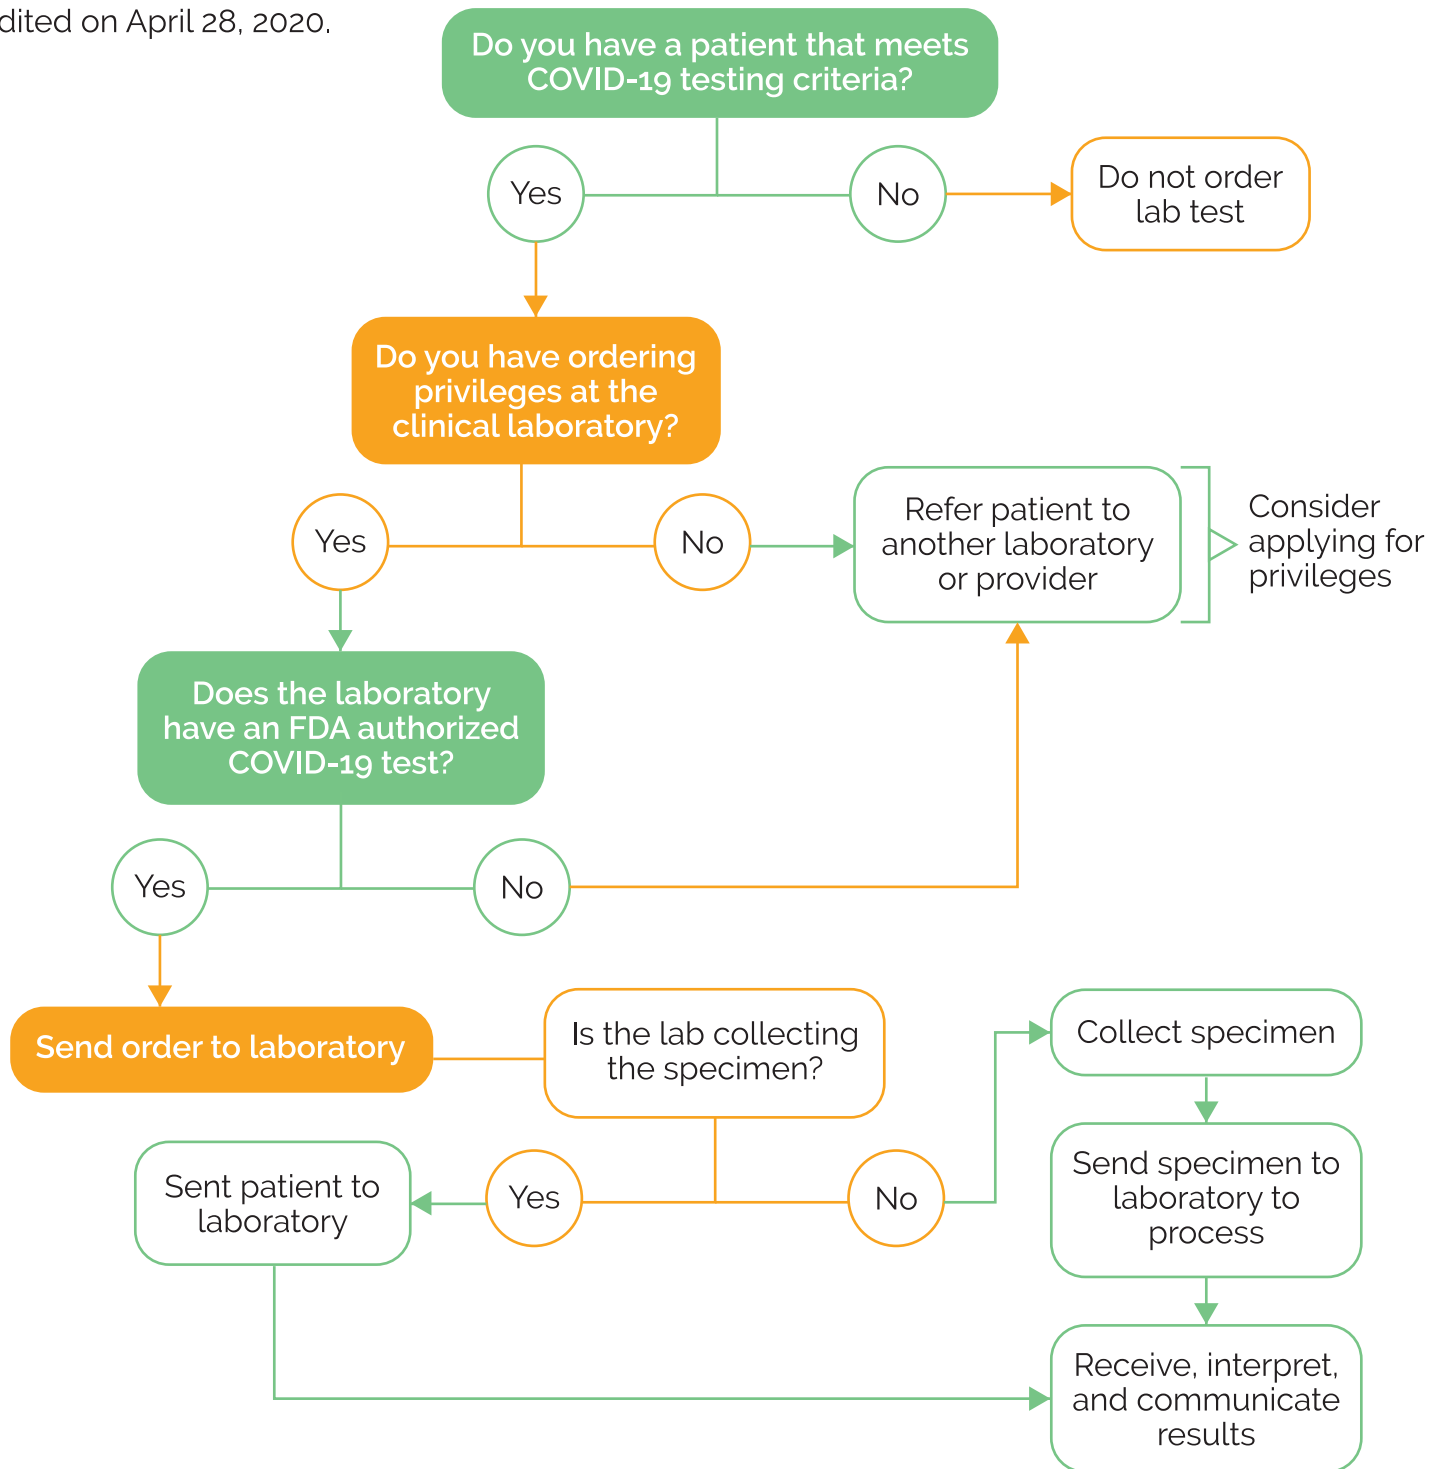 dited on April 28, 2020.
Do you have a patient that meets
COVID-19 testing criteria?
Yes
No
Do not order
lab test
Do you have ordering
privileges at the
clinical laboratory?
Yes
No
Refer patient to
another laboratory
or provider
Consider
applying for
privileges
Does the laboratory
have an FDA authorized
COVID-19 test?
Yes
No
Send order to laboratory
Is the lab collecting
the specimen?
Collect specimen
Sent patient to
laboratory
Yes
No
Send specimen to
laboratory to
process
Receive, interpret,
and communicate
results